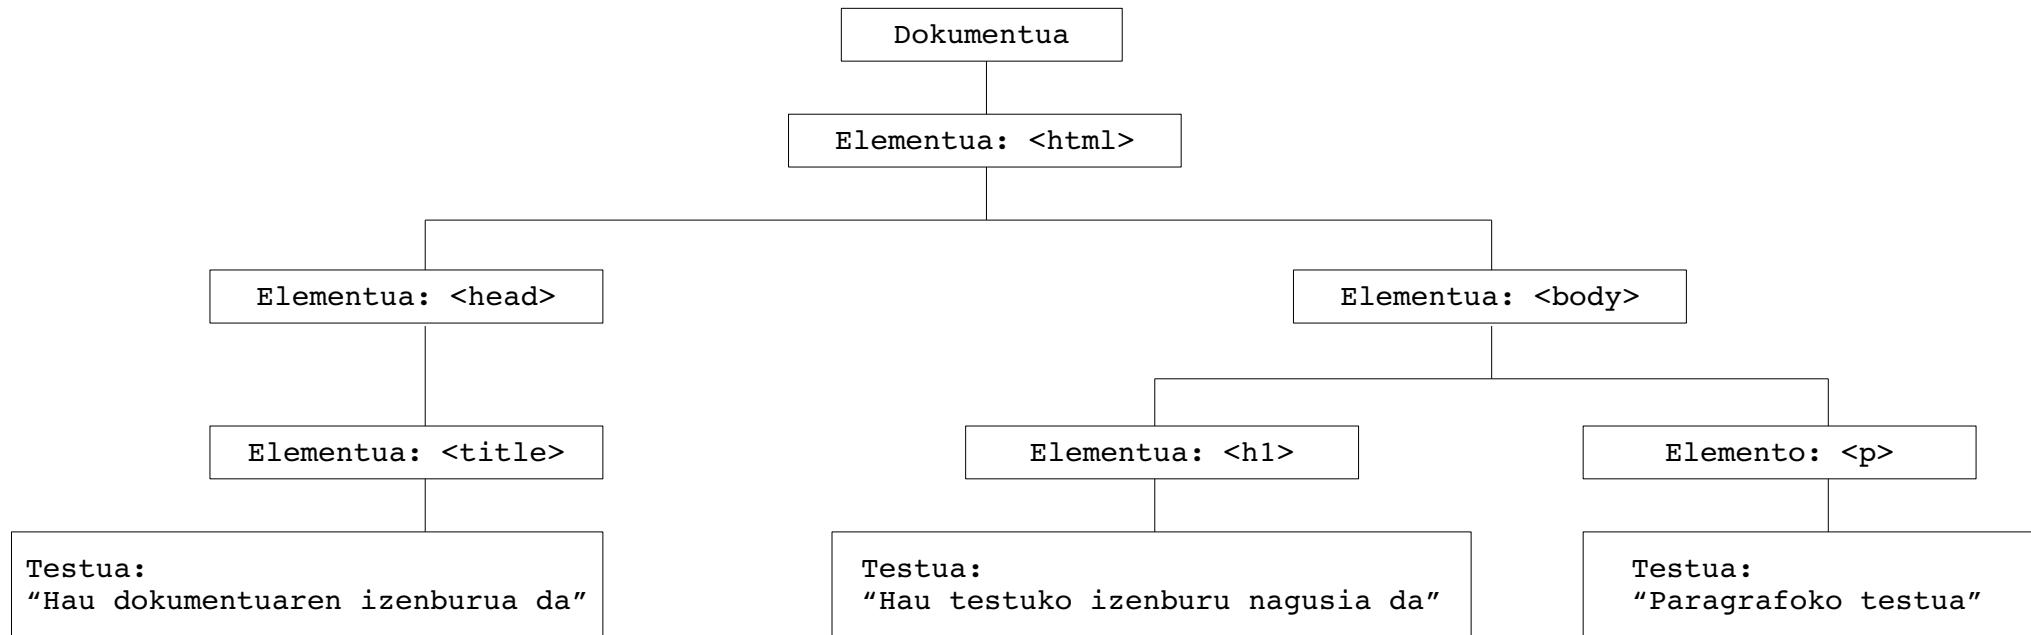 Dokumentua
Elementua: <html>
Elementua: <head>
Elementua: <body>
Elementua: <title>
Elementua: <h1>
Elemento: <p>
Testua:
“Hau dokumentuaren izenburua da”
Testua:
“Hau testuko izenburu nagusia da”
Testua:
“Paragrafoko testua”